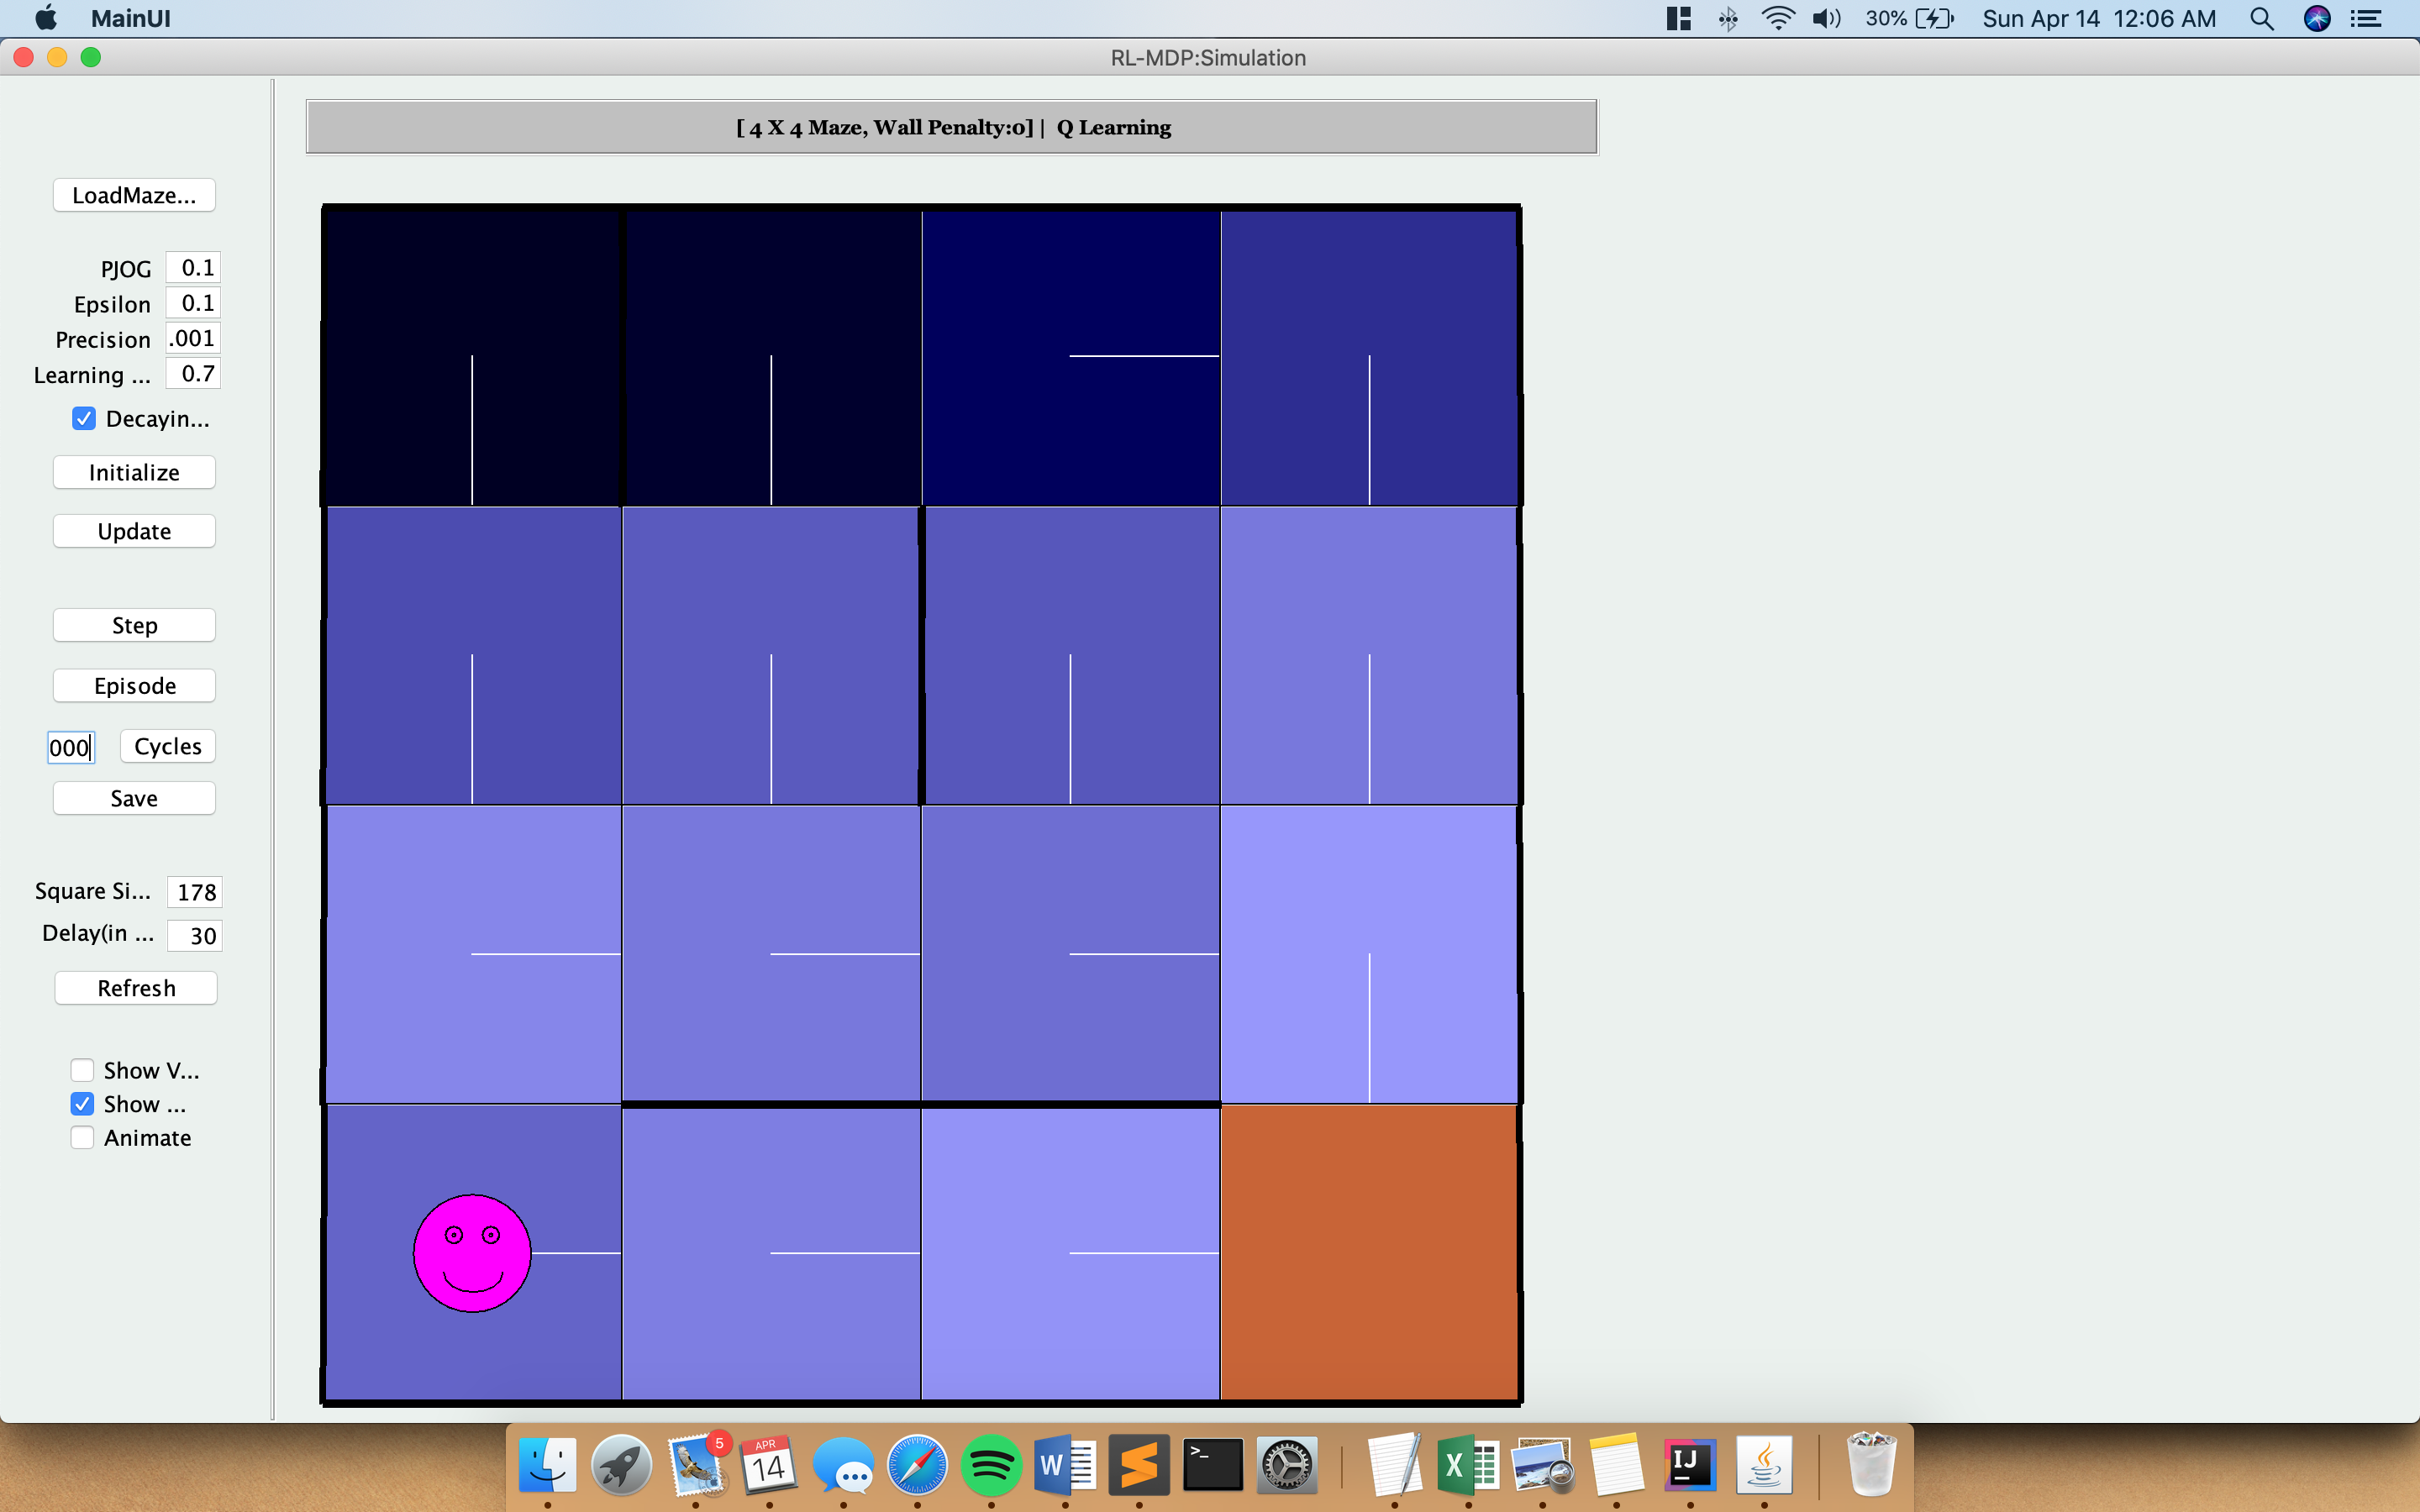 MainUI
30%
Sun Apr 14 12:06 AM
RL-MDP:Simulation
[ 4 X 4 Maze, Wall Penalty:0] | Q Learning
LoadMaze...
PJOG 0.1
Epsilon 0.1
Precision .001
Learning ... 0.7
Decayin...
Initialize
Update
Step
Episode
000 Cycles
Save
Square Si... 178
Delay(in ... 30
Refresh
Show V...
Show ...
Animate
5
APR
14
W
>_
X
IJ